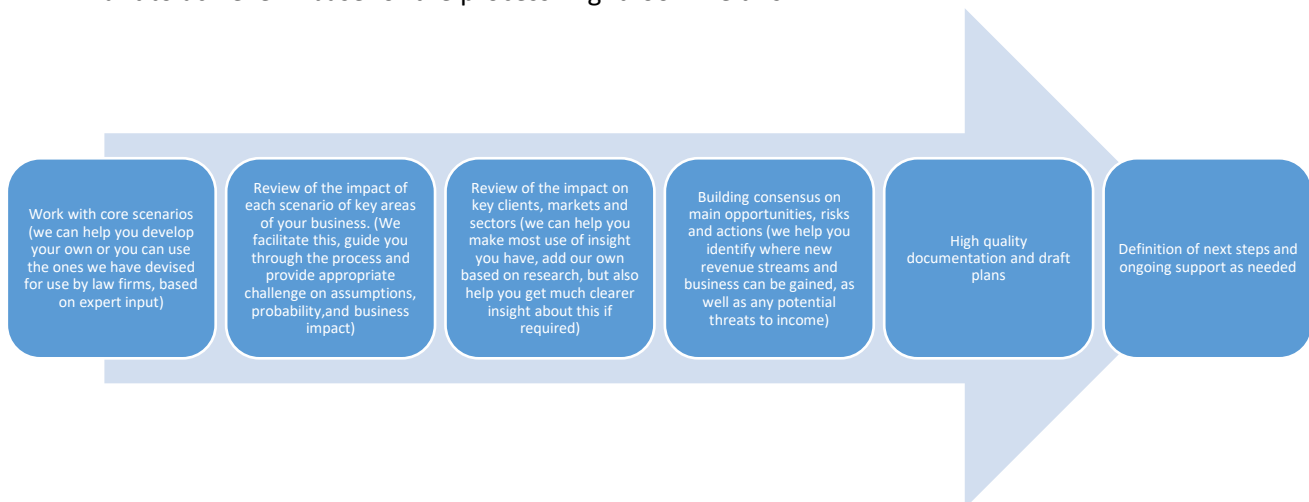 Work with core scenarios
(we can help you develop
your own or you can use
the ones we have devised
for use by law firms, based
on expert input)
Review of the impact of
each scenario of key areas
of your business. (We
facilitate this, guide you
through the process and
provide appropriate
challenge on assumptions,
probability,and business
impact)
Review of the impact on
key clients, markets and
sectors (we can help you
make most use of insight
you have, add our own
based on research, but also
help you get much clearer
insight about this if
required)
Building consensus on
main opportunities, risks
and actions (we help you
identify where new
revenue streams and
business can be gained, as
well as any potential
threats to income)
High quality
documentation and draft
plans
Definition of next steps and
ongoing support as needed